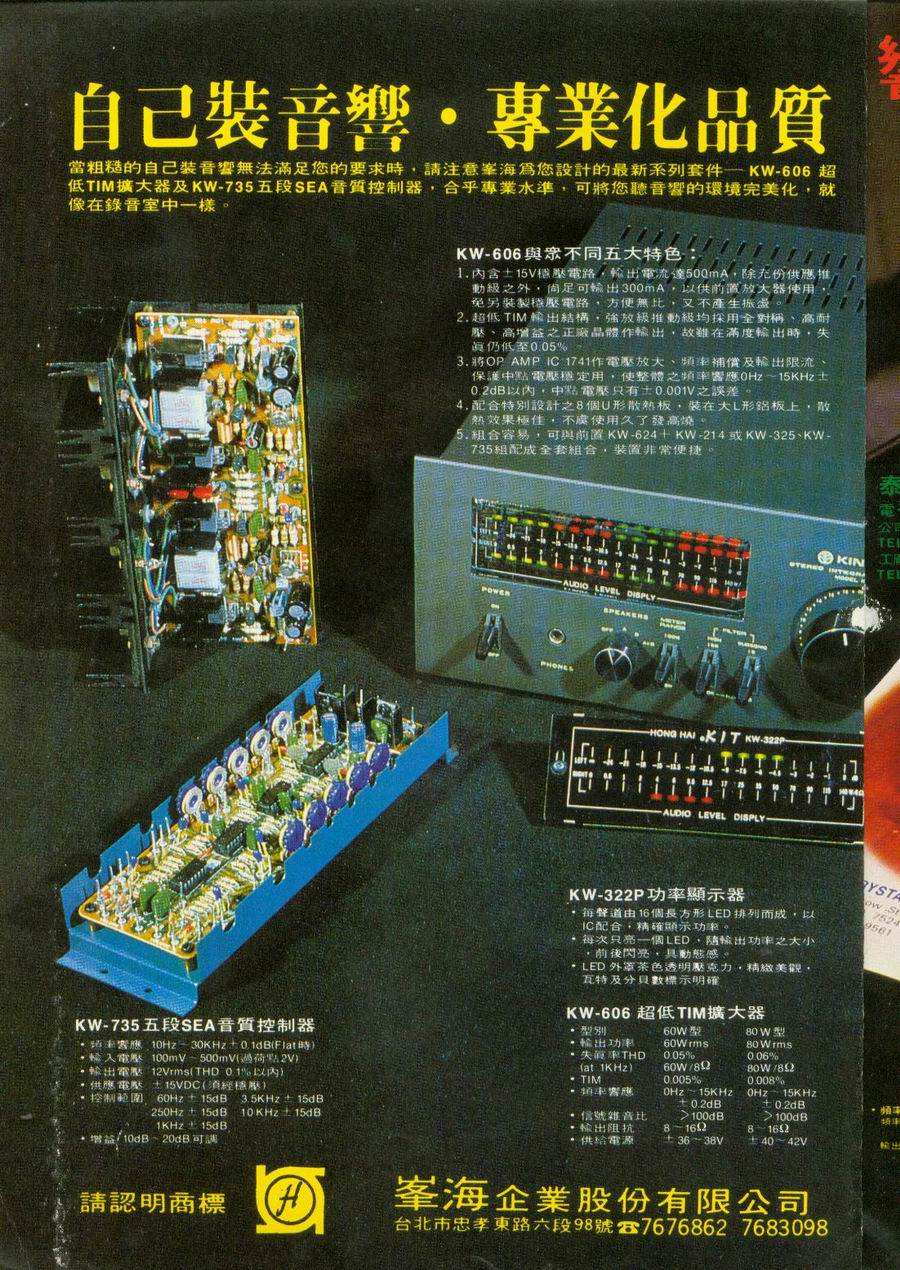 自己裝音響・專業化品質
當粗糙的自己裝音響無法滿足您的要求時，請注意峯海爲您設計的最新系列套件— KW-606 超
低TIM擴大器及KW-735五段SEA音質控制器，合乎專業水準，可將您聽音響的環境完美化，就
像在錄音室中一樣。
KW-606與眾不同五大特色：
1. 內含±15V穩壓電路，輸出電流達500mA，除充份供應推
動級之外，尚足可輸出300mA，以供前置放大器使用，
免另裝製穩壓電路，方便無比，又不產生振盪。
2. 超低TIM輸出結構，強放級推動級均採用全對稱、高耐
壓、高增益之正廠晶體作輸出，故雖在滿度輸出時，失
眞仍低至0.05%
3. 將OP AMP IC 1741作電壓放大、頻率補償及輸出限流、
保護中點電壓穩定用，使整體之頻率響應0Hz～15KHz±
0.2dB以內，中點電壓只有±0.001V之誤差
4. 配合特別設計之8個U形散熱板，裝在大L形鋁板上，散
熱效果極佳，不虞使用久了發高燒。
5. 組合容易，可與前置KW-624＋KW-214或KW-325、KW-
735組配成全套組合，裝置非常便捷。
KIN
STEREO INTEGRA
MODEL
AUDIO LEVEL DISPLY
POWER
ON
OFF
PHONES
SPEAKERS
OFF A B A+B
METER
RANGE
FILTER
HONG HAI KIT KW-322P
LEFT
RIGHT
AUDIO LEVEL DISPLY
KW-322P功率顯示器
・每聲道由16個長方形LED排列而成，以
IC配合，精確顯示功率。
・每次只亮一個LED，隨輸出功率之大小
，前後閃亮，具動態感。
・LED外罩茶色透明壓克力，精緻美觀，
瓦特及分貝數標示明確
KW-735五段SEA音質控制器
・頻率響應 10Hz～30KHz±0.1dB(Flat時)
・輸入電壓 100mV～500mV(過荷點2V)
・輸出電壓 12Vrms(THD 0.1%以內)
・供應電壓 ±15VDC(須經穩壓)
・控制範圍 60Hz±15dB 3.5KHz±15dB
250Hz±15dB 10KHz±15dB
1KHz±15dB
・增益/10dB～20dB可調
KW-606 超低TIM擴大器
・型別 60W型 80W型
・輸出功率 60Wrms 80Wrms
・失眞率THD 0.05% 0.06%
(at 1KHz) 60W/8Ω 80W/8Ω
・TIM 0.005% 0.008%
・頻率響應 0Hz～15KHz 0Hz～15KHz
±0.2dB ±0.2dB
・信號雜音比 ＞100dB ＞100dB
・輸出阻抗 8～16Ω 8～16Ω
・供給電源 ±36～38V ±40～42V
請認明商標
H
峯海企業股份有限公司
台北市忠孝東路六段98號☎7676862 7683098
泰
電
公
TEL
工
TEL
RYSTA
7524
9561
・頻率
頻率
輸出